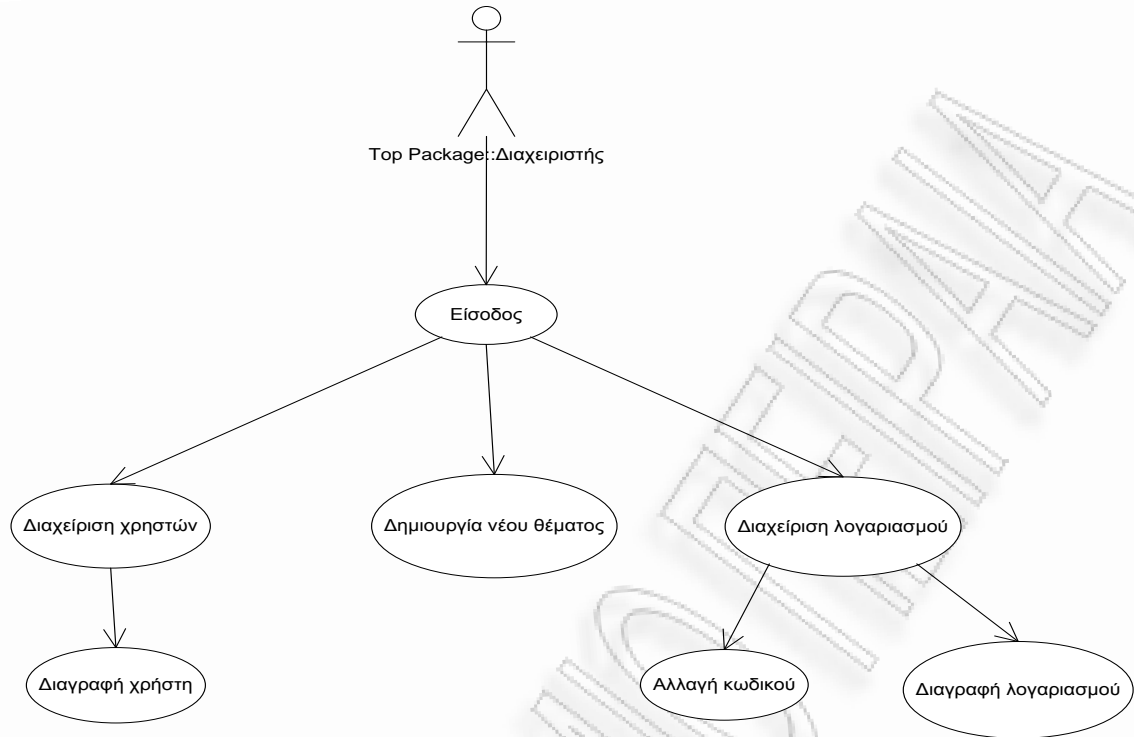 Top Package::Διαχειριστής
Είσοδος
Διαχείριση χρηστών
Δημιουργία νέου θέματος
Διαχείριση λογαριασμού
Διαγραφή χρήστη
Αλλαγή κωδικού
Διαγραφή λογαριασμού